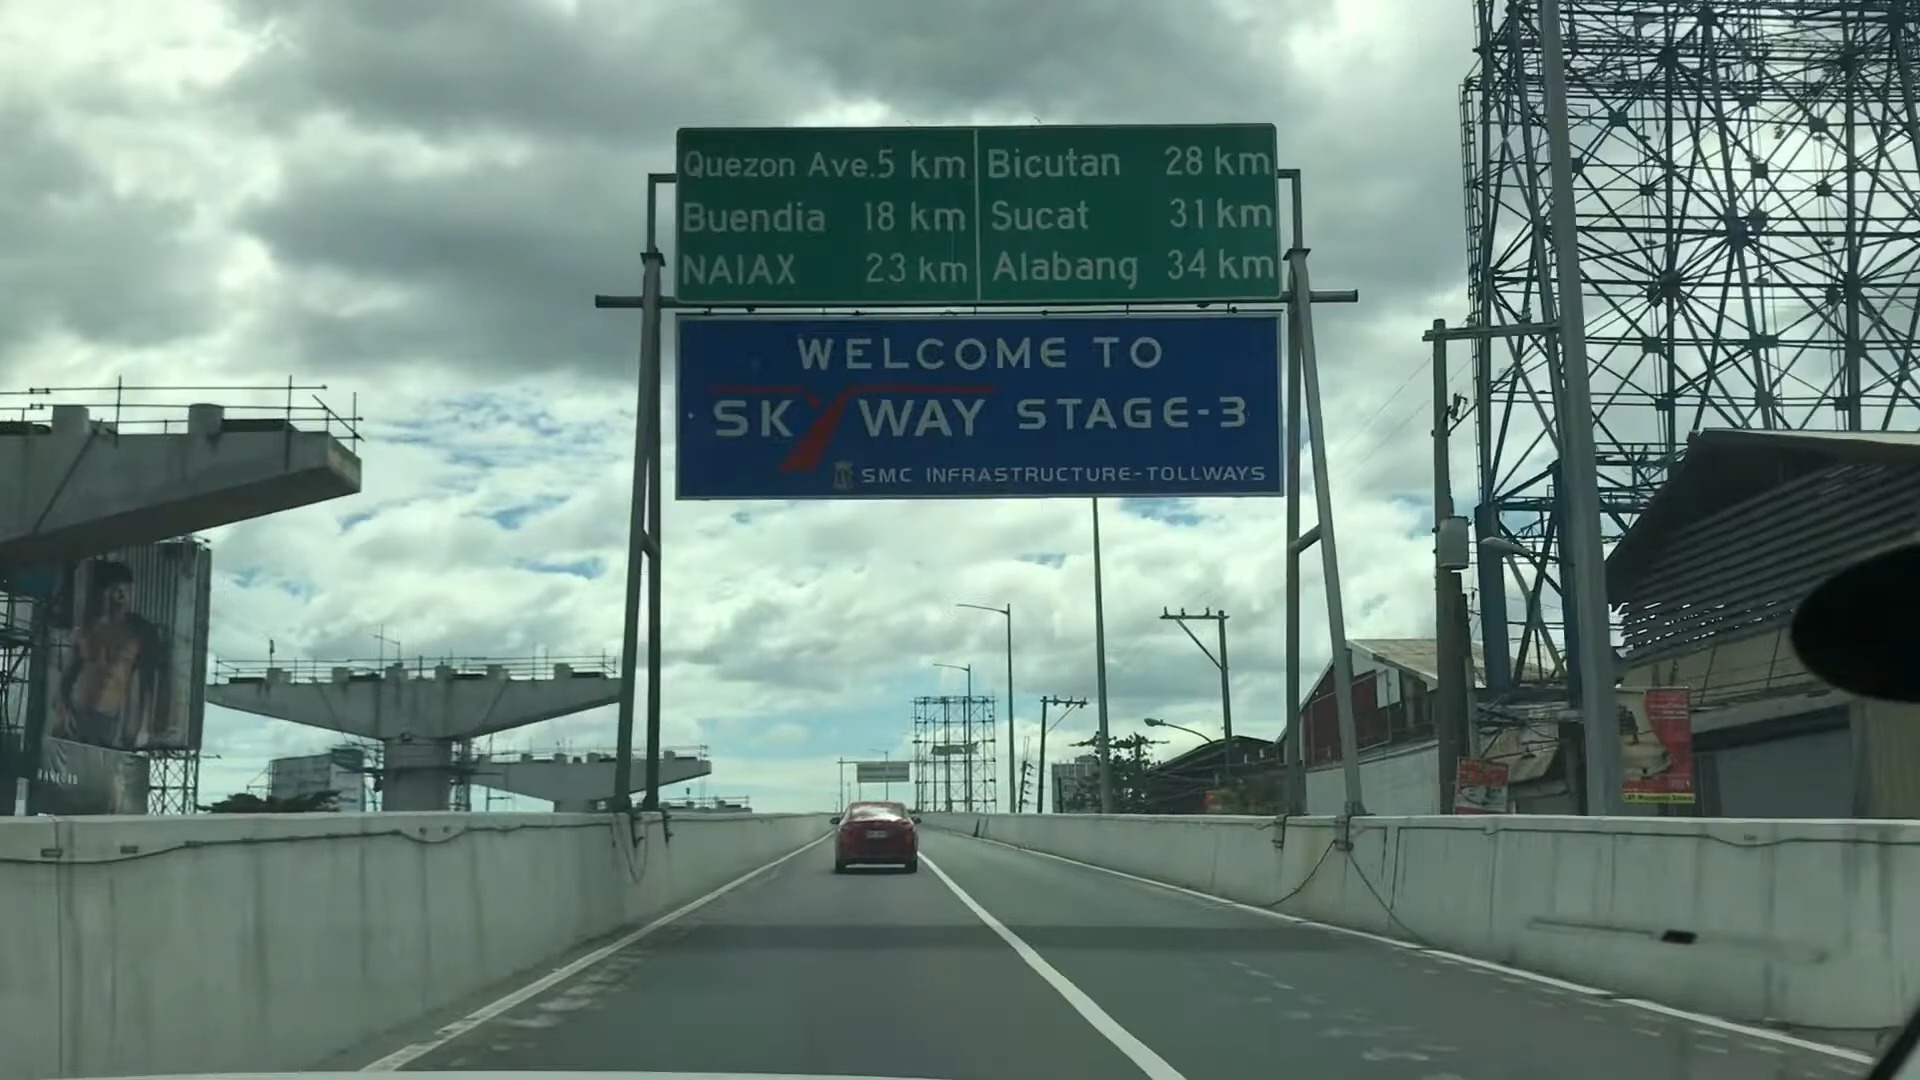 Quezon Ave. 5 km
Buendia 18 km
NAIAX 23 km
Bicutan 28 km
Sucat 31 km
Alabang 34 km
WELCOME TO
SKYWAY STAGE-3
SMC INFRASTRUCTURE-TOLLWAYS